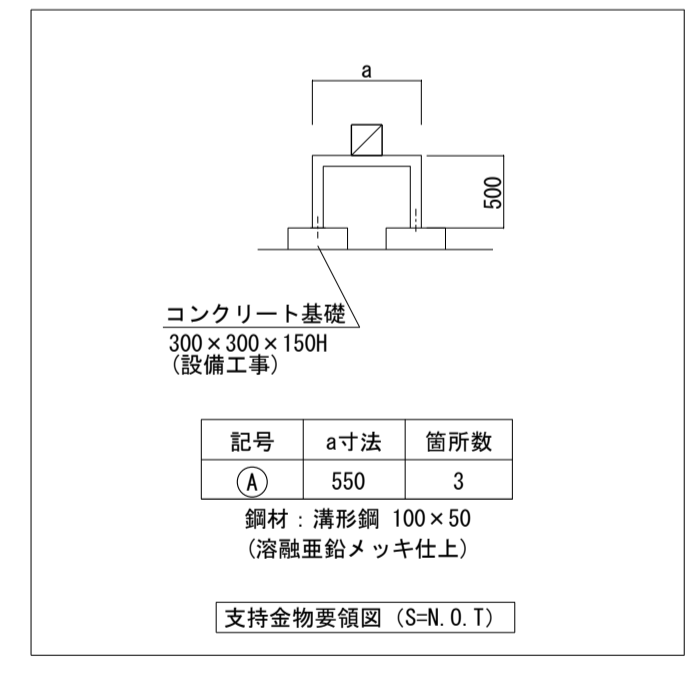 a
500
コンクリート基礎
300×300×150H
(設備工事)
記号 a寸法 箇所数
Ⓐ 550 3
鋼材：溝形鋼 100×50
(溶融亜鉛メッキ仕上)
支持金物要領図 (S=N.O.T)